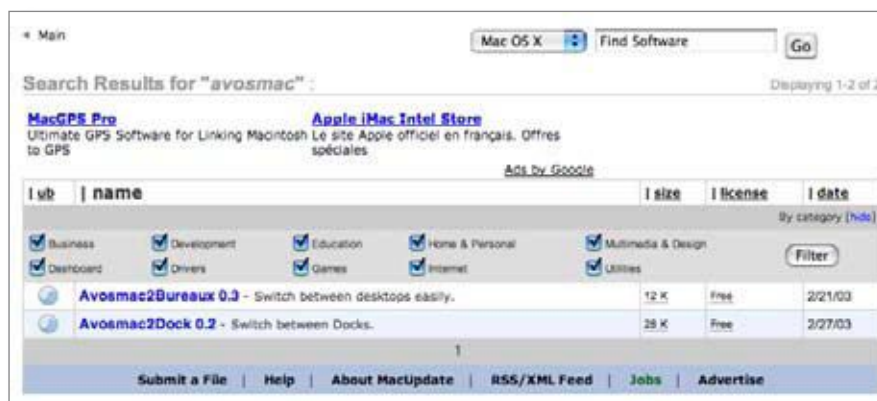 « Main
Mac OS X Find Software Go
Search Results for "avosmac" :
Displaying 1-2 of 2
MacGPS Pro
Ultimate GPS Software for Linking Macintosh
to GPS
Apple iMac Intel Store
Le site Apple officiel en français. Offres
spéciales
Ads by Google
| ub | name | size | license | date
By category [hide]
Business Development Education Home & Personal Multimedia & Design
Dashboard Drivers Games Internet Utilities
Filter
Avosmac2Bureaux 0.3 - Switch between desktops easily. 12 K Free 2/21/03
Avosmac2Dock 0.2 - Switch between Docks. 28 K Free 2/27/03
1
Submit a File | Help | About MacUpdate | RSS/XML Feed | Jobs | Advertise